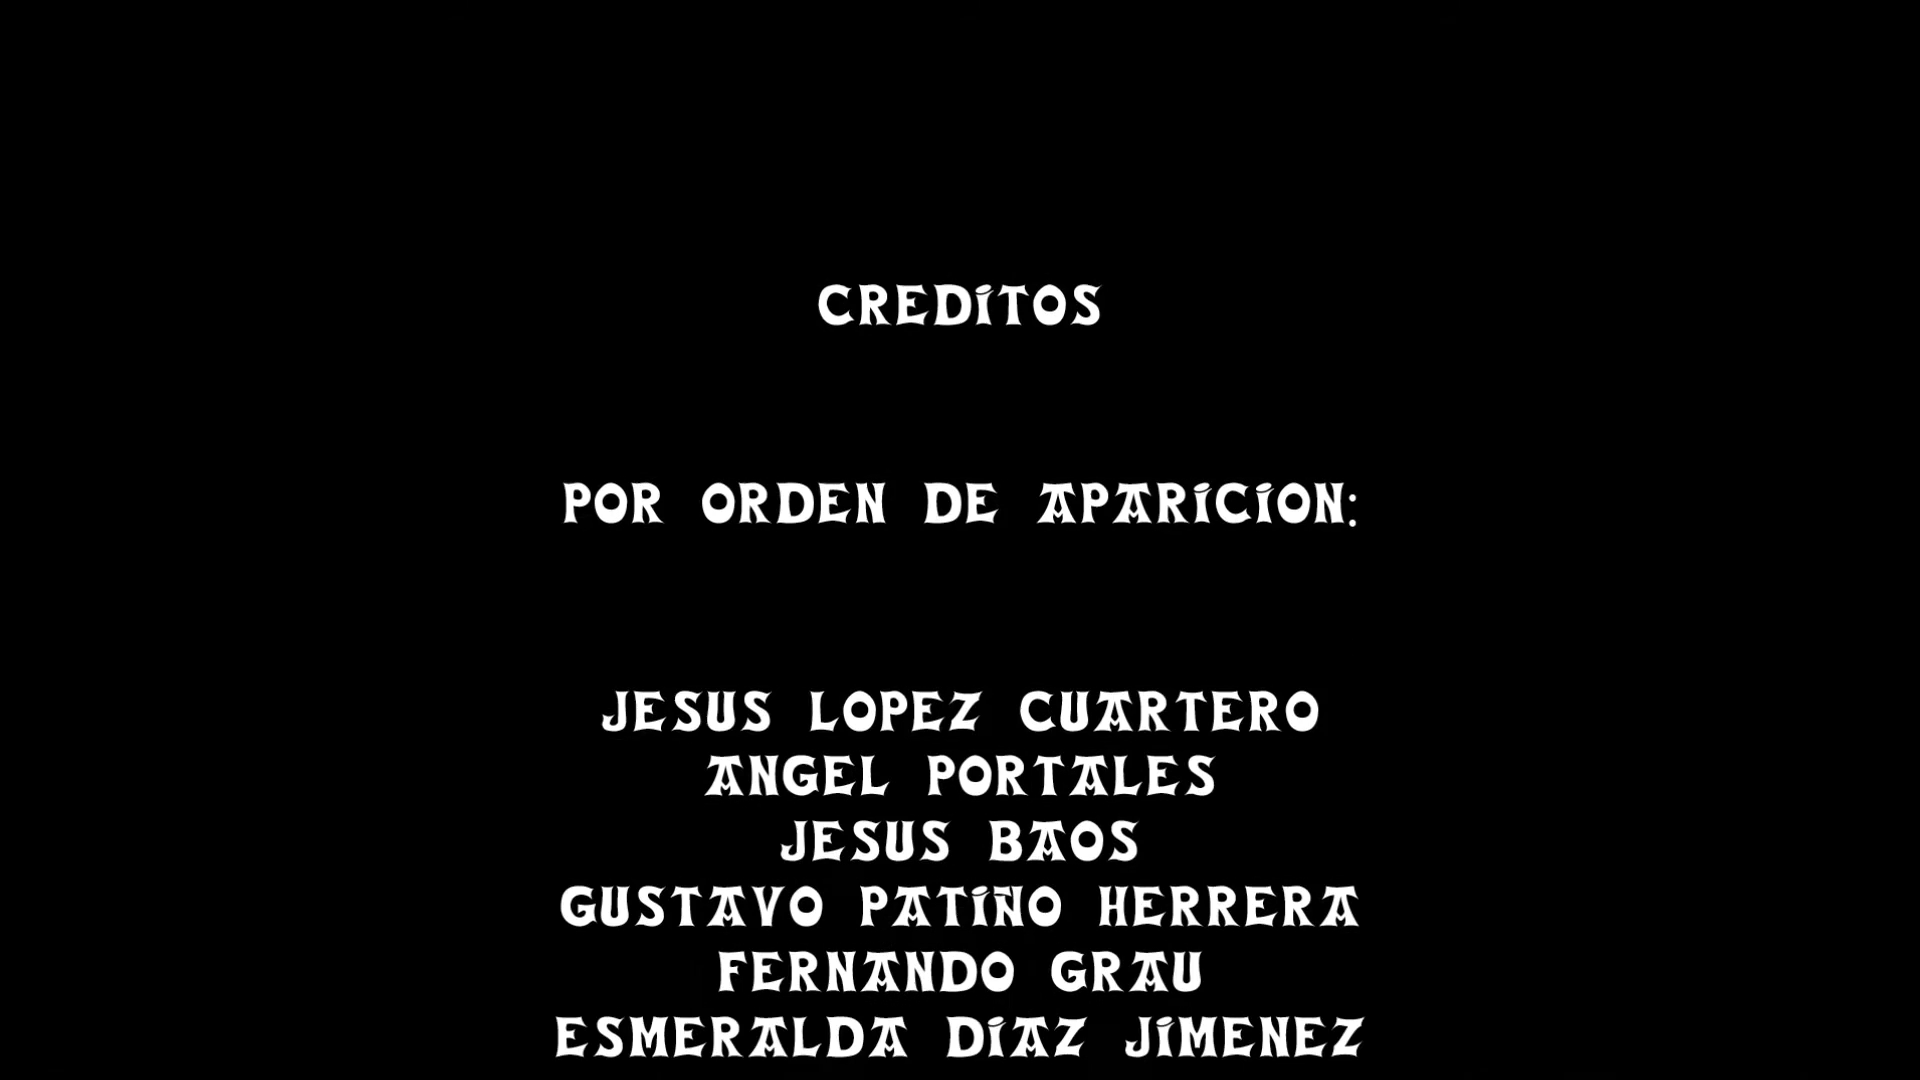 CREDITOS
POR ORDEN DE APARICION:
JESUS LOPEZ CUARTERO
ANGEL PORTALES
JESUS BAOS
GUSTAVO PATIÑO HERRERA
FERNANDO GRAU
ESMERALDA DIAZ JIMENEZ